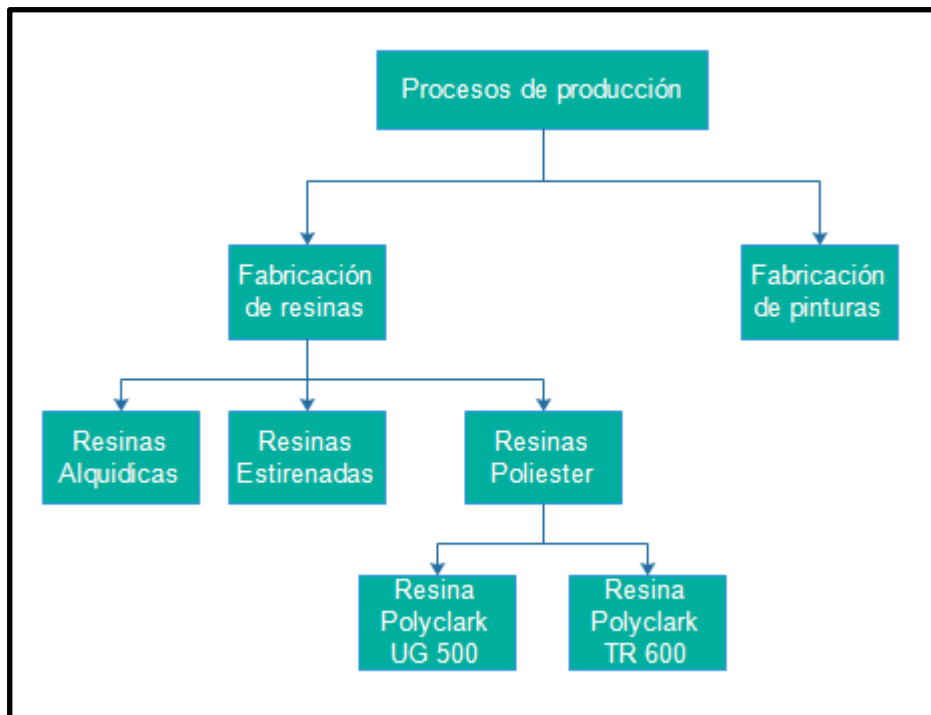 Procesos de producción
Fabricación
de resinas
Fabricación
de pinturas
Resinas
Alquidicas
Resinas
Estirenadas
Resinas
Poliester
Resina
Polyclark
UG 500
Resina
Polyclark
TR 600